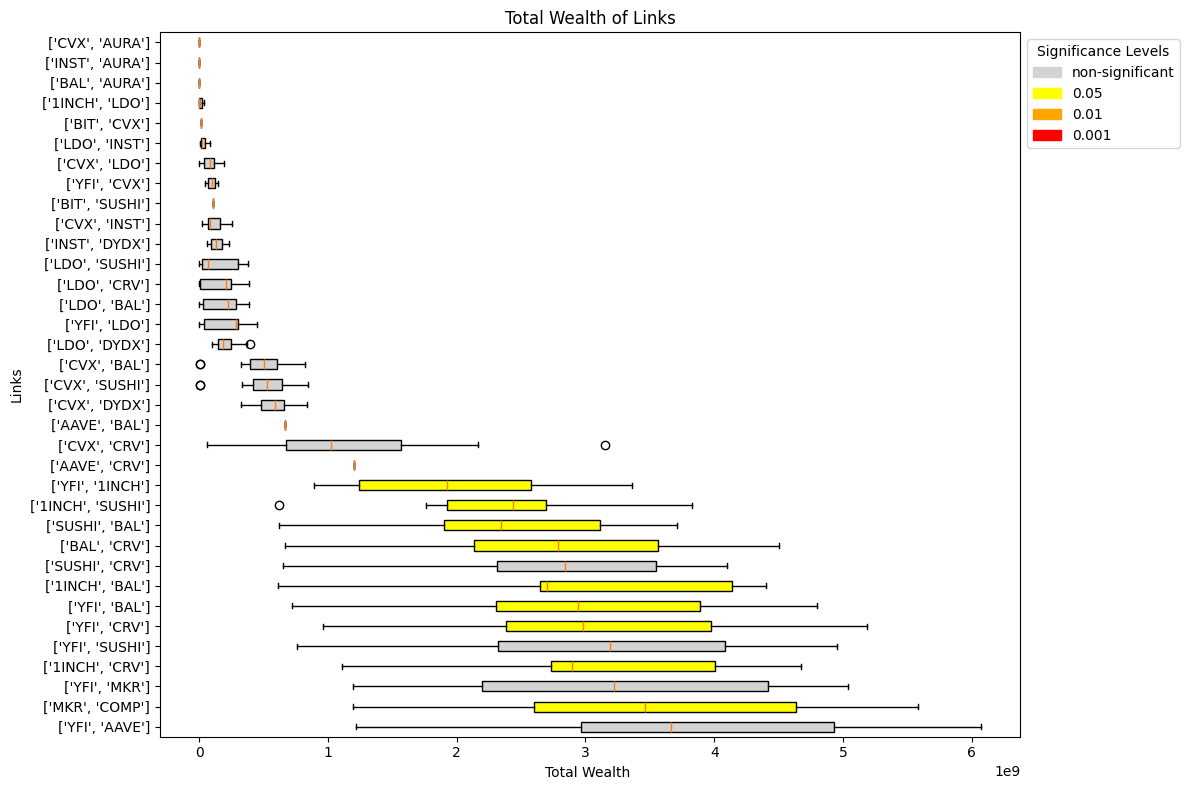 Total Wealth of Links
['CVX', 'AURA']
['INST', 'AURA']
['BAL', 'AURA']
['1INCH', 'LDO']
['BIT', 'CVX']
['LDO', 'INST']
['CVX', 'LDO']
['YFI', 'CVX']
['BIT', 'SUSHI']
['CVX', 'INST']
['INST', 'DYDX']
['LDO', 'SUSHI']
['LDO', 'CRV']
['LDO', 'BAL']
['YFI', 'LDO']
['LDO', 'DYDX']
['CVX', 'BAL']
['CVX', 'SUSHI']
['CVX', 'DYDX']
['AAVE', 'BAL']
['CVX', 'CRV']
['AAVE', 'CRV']
['YFI', '1INCH']
['1INCH', 'SUSHI']
['SUSHI', 'BAL']
['BAL', 'CRV']
['SUSHI', 'CRV']
['1INCH', 'BAL']
['YFI', 'BAL']
['YFI', 'CRV']
['YFI', 'SUSHI']
['1INCH', 'CRV']
['YFI', 'MKR']
['MKR', 'COMP']
['YFI', 'AAVE']
Links
0 1 2 3 4 5 6
1e9
Total Wealth
Significance Levels
non-significant
0.05
0.01
0.001